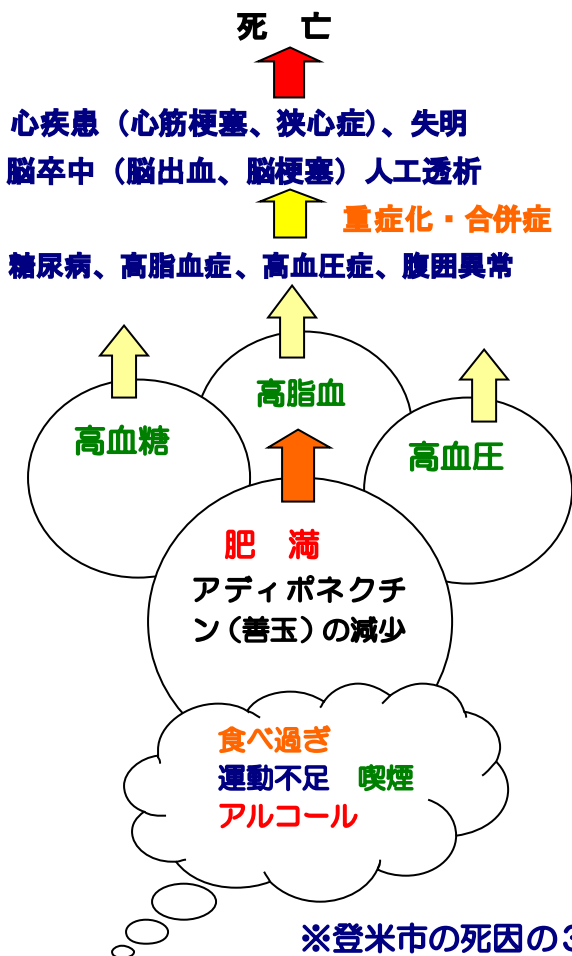 死　亡
心疾患（心筋梗塞、狭心症）、失明
脳卒中（脳出血、脳梗塞）人工透析
重症化・合併症
糖尿病、高脂血症、高血圧症、腹囲異常
高脂血
高血糖
高血圧
肥　満
アディポネクチ
ン（善玉）の減少
食べ過ぎ
運動不足　喫煙
アルコール
※登米市の死因の